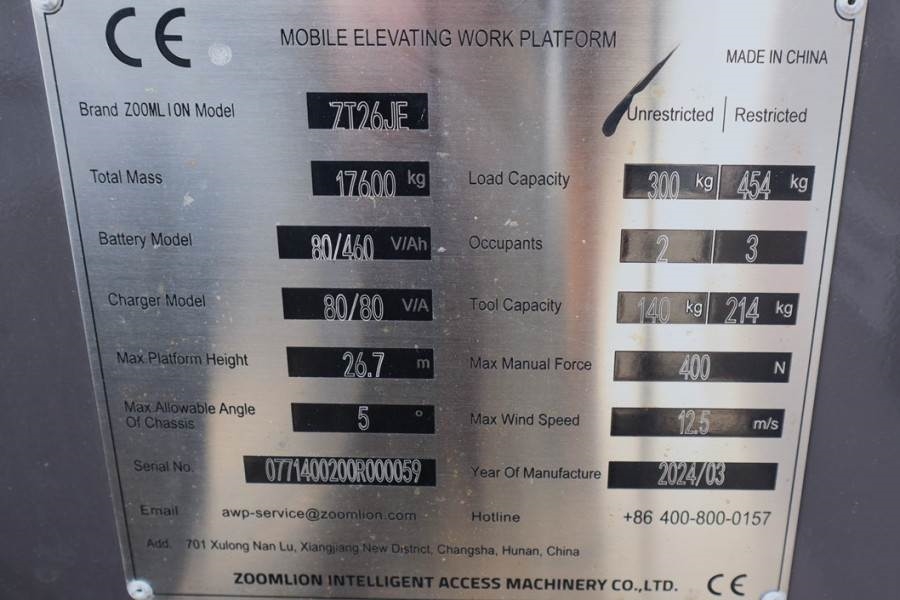 CE MOBILE ELEVATING WORK PLATFORM
MADE IN CHINA
Brand ZOOMLION Model ZT26JE Unrestricted | Restricted
Total Mass 17600 kg Load Capacity 300 kg 454 kg
Battery Model 80/460 V/Ah Occupants 2 3
Charger Model 80/80 V/A Tool Capacity 140 kg 214 kg
Max Platform Height 26.7 m Max Manual Force 400 N
Max Allowable Angle
Of Chassis 5 ° Max Wind Speed 12.5 m/s
Serial No. 0771400200R000059 Year Of Manufacture 2024/03
Email awp-service@zoomlion.com Hotline +86 400-800-0157
Add. 701 Xulong Nan Lu, Xiangjiang New District, Changsha, Hunan, China
ZOOMLION INTELLIGENT ACCESS MACHINERY CO.,LTD. CE